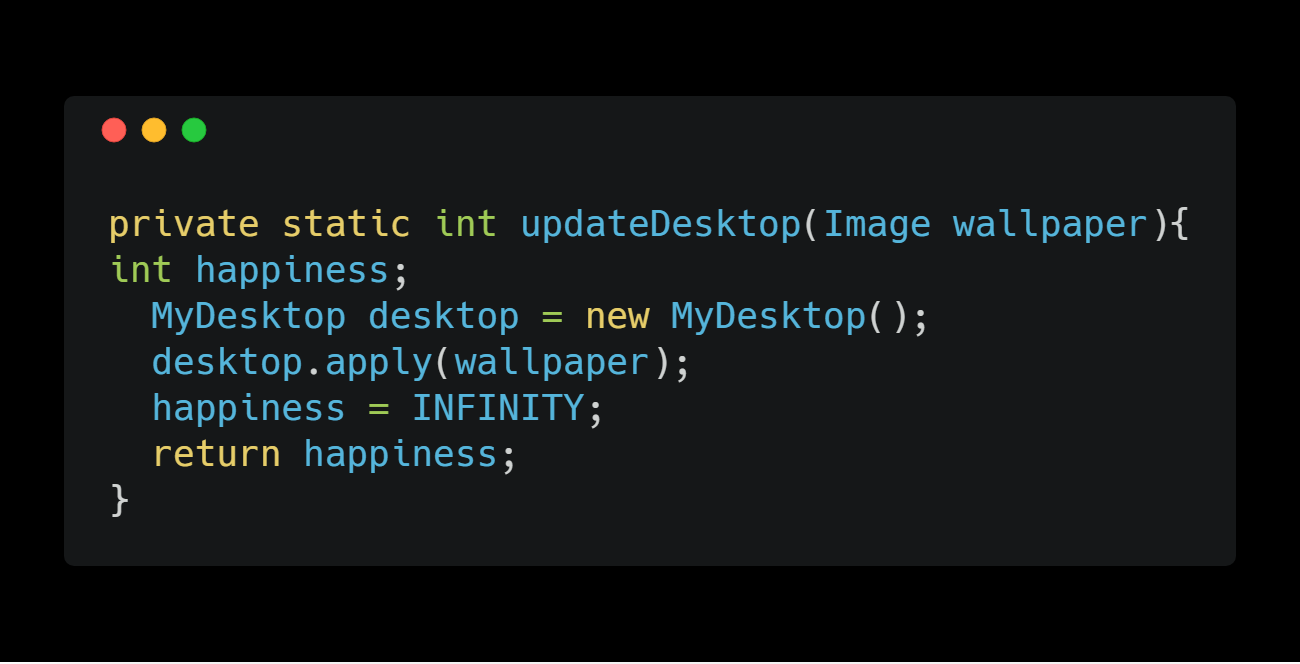 private static int updateDesktop(Image wallpaper){
int happiness;
  MyDesktop desktop = new MyDesktop();
  desktop.apply(wallpaper);
  happiness = INFINITY;
  return happiness;
}